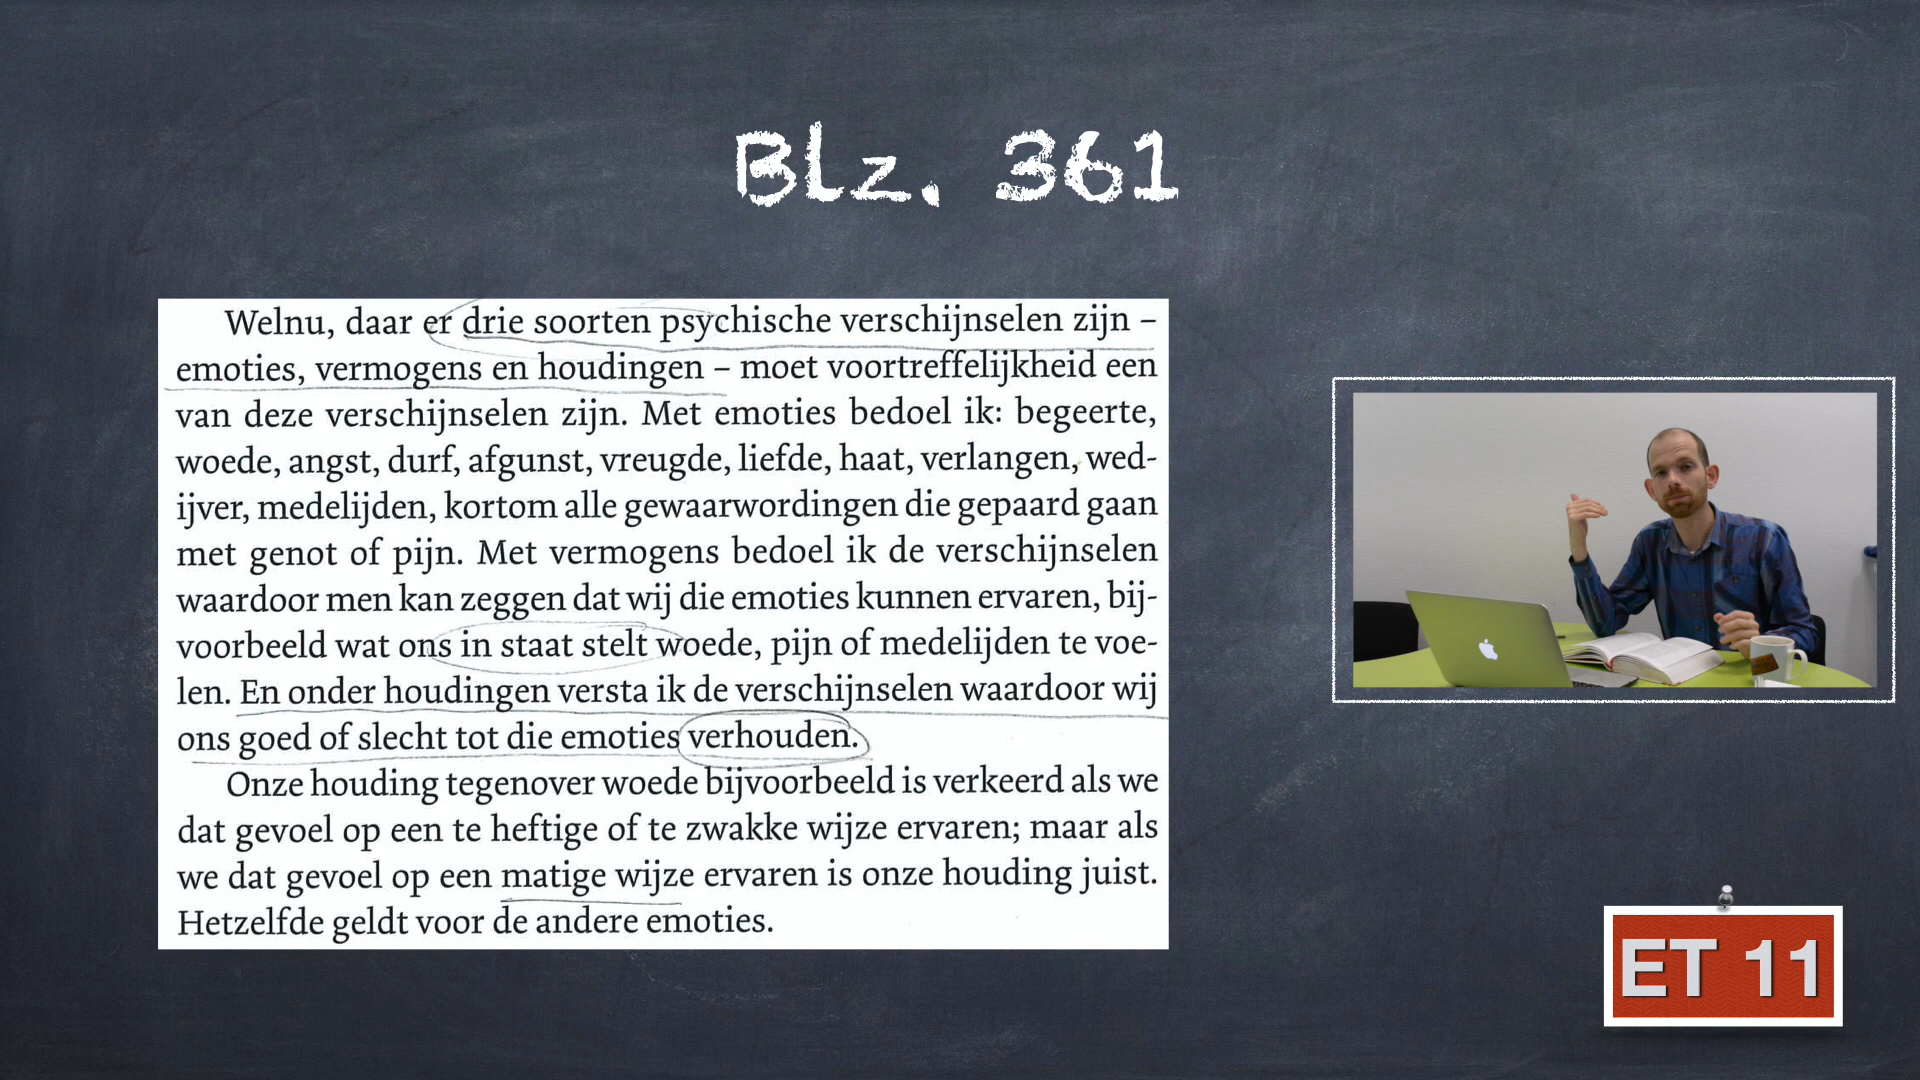 Blz. 361
Welnu, daar er drie soorten psychische verschijnselen zijn –
emoties, vermogens en houdingen – moet voortreffelijkheid een
van deze verschijnselen zijn. Met emoties bedoel ik: begeerte,
woede, angst, durf, afgunst, vreugde, liefde, haat, verlangen, wed-
ijver, medelijden, kortom alle gewaarwordingen die gepaard gaan
met genot of pijn. Met vermogens bedoel ik de verschijnselen
waardoor men kan zeggen dat wij die emoties kunnen ervaren, bij-
voorbeeld wat ons in staat stelt woede, pijn of medelijden te voe-
len. En onder houdingen versta ik de verschijnselen waardoor wij
ons goed of slecht tot die emoties verhouden.
Onze houding tegenover woede bijvoorbeeld is verkeerd als we
dat gevoel op een te heftige of te zwakke wijze ervaren; maar als
we dat gevoel op een matige wijze ervaren is onze houding juist.
Hetzelfde geldt voor de andere emoties.
ET 11